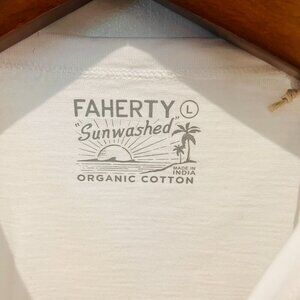 FAHERTY L
"Sunwashed"
MADE IN
INDIA
ORGANIC COTTON